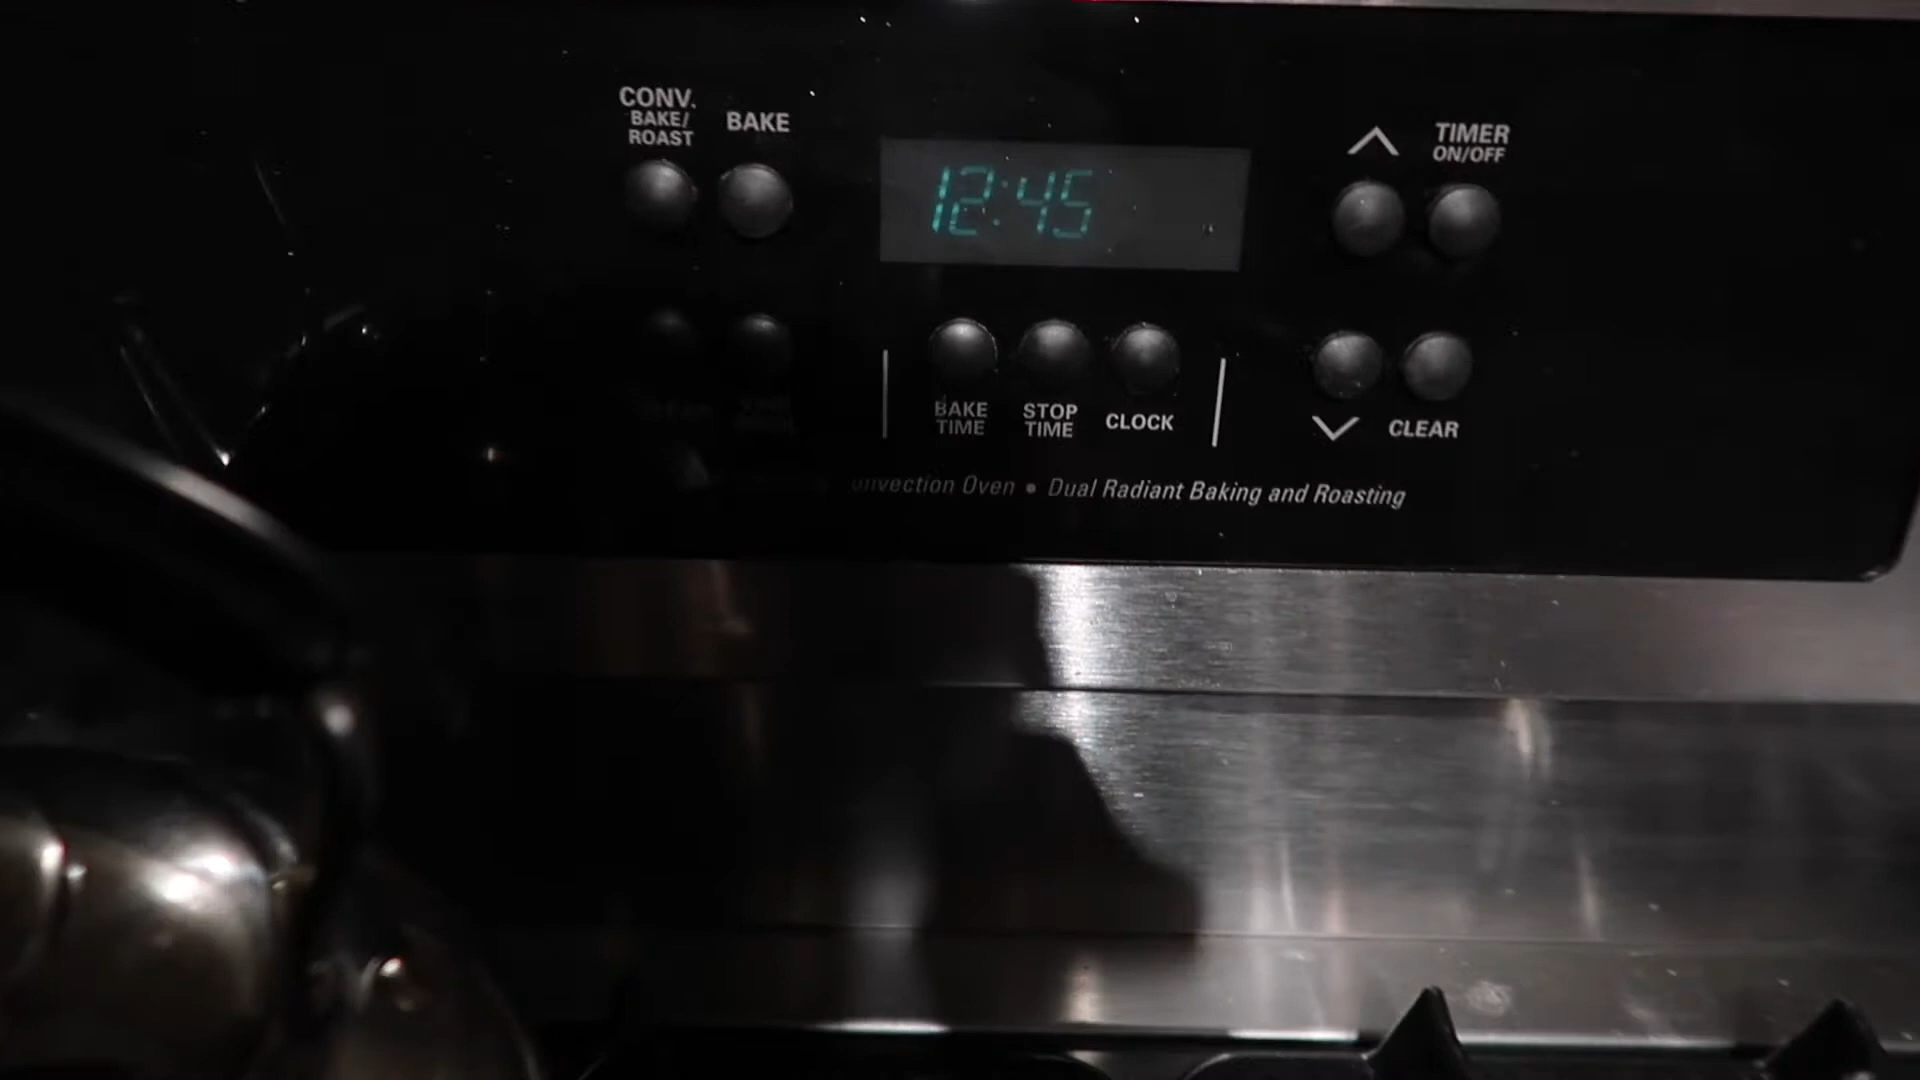 CONV.
BAKE/
ROAST
BAKE
12:45
TIMER
ON/OFF
BAKE
TIME
STOP
TIME
CLOCK
CLEAR
Oven • Dual Radiant Baking and Roasting